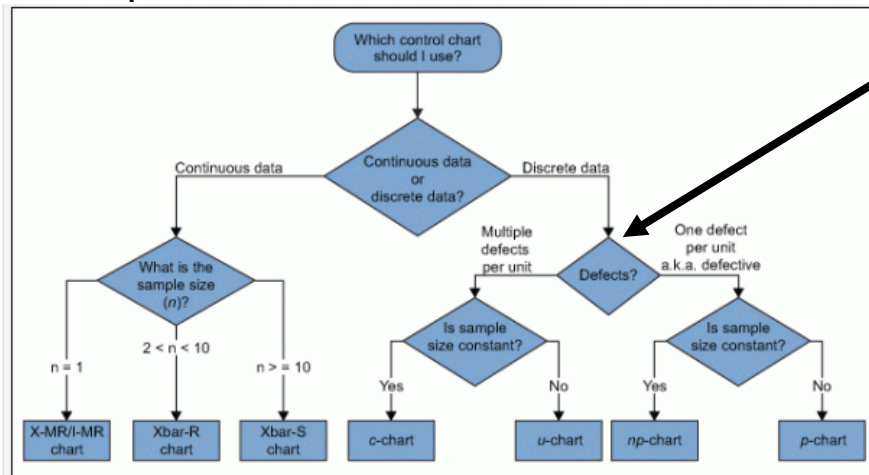 Which control chart
should I use?
Continuous data
or
discrete data?
Continuous data
Discrete data
What is the
sample size
(n)?
n = 1
2 < n < 10
n > = 10
X-MR/I-MR
chart
Xbar-R
chart
Xbar-S
chart
Defects?
Multiple
defects
per unit
One defect
per unit
a.k.a. defective
Is sample
size constant?
Yes
No
c-chart
u-chart
Is sample
size constant?
Yes
No
np-chart
p-chart